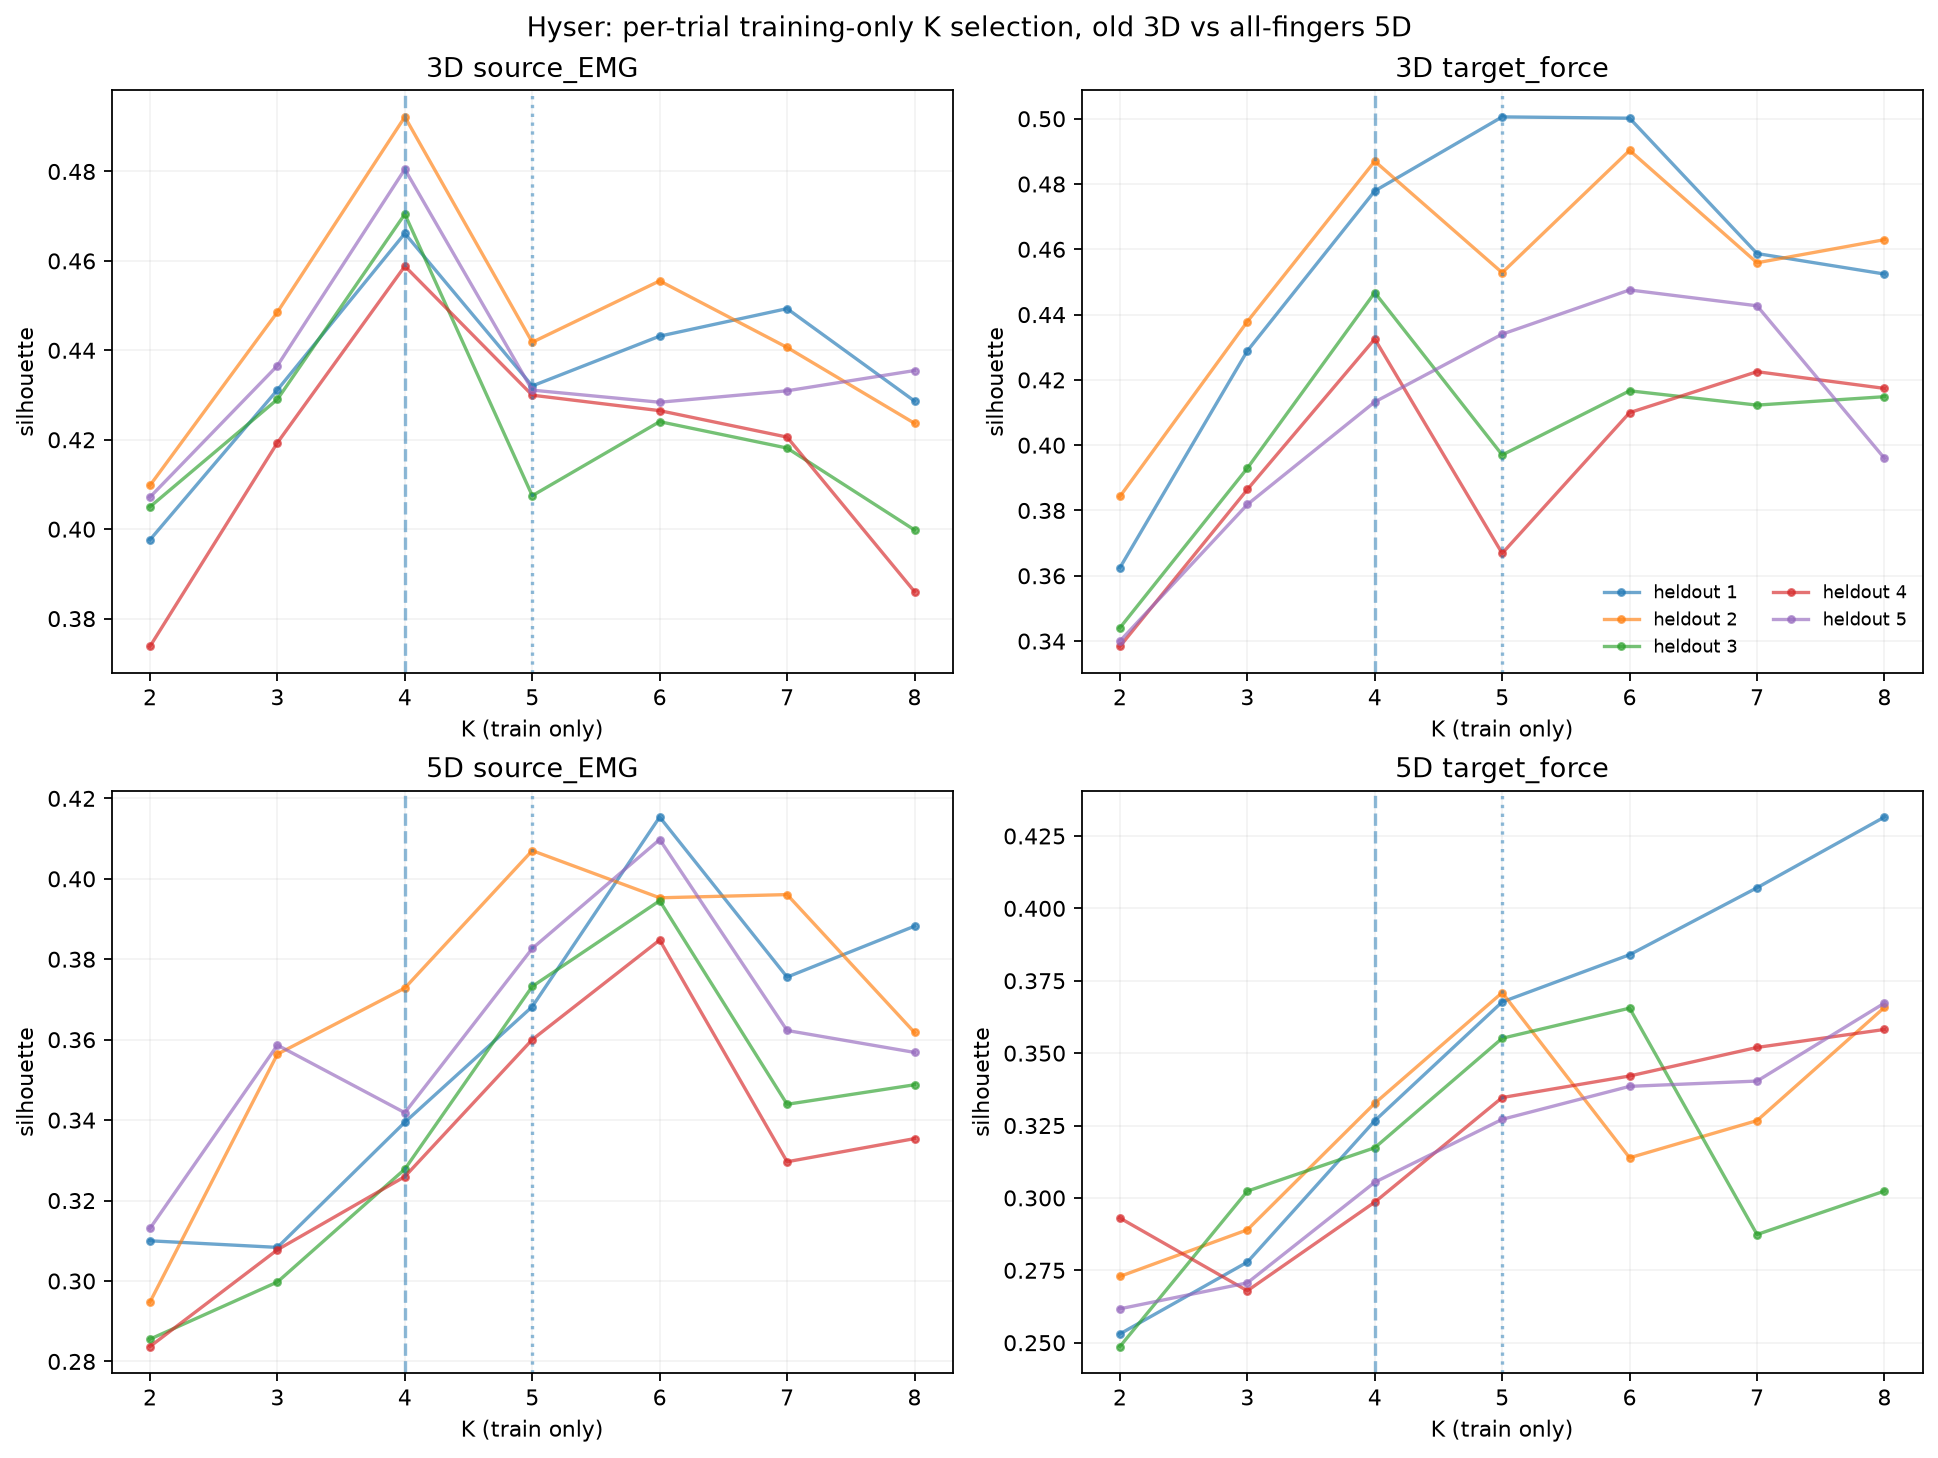 Hyser: per-trial training-only K selection, old 3D vs all-fingers 5D
3D source_EMG
silhouette
0.48
0.46
0.44
0.42
0.40
0.38
2 3 4 5 6 7 8
K (train only)
3D target_force
silhouette
0.50
0.48
0.46
0.44
0.42
0.40
0.38
0.36
0.34
heldout 1
heldout 2
heldout 3
heldout 4
heldout 5
2 3 4 5 6 7 8
K (train only)
5D source_EMG
silhouette
0.42
0.40
0.38
0.36
0.34
0.32
0.30
0.28
2 3 4 5 6 7 8
K (train only)
5D target_force
silhouette
0.425
0.400
0.375
0.350
0.325
0.300
0.275
0.250
2 3 4 5 6 7 8
K (train only)